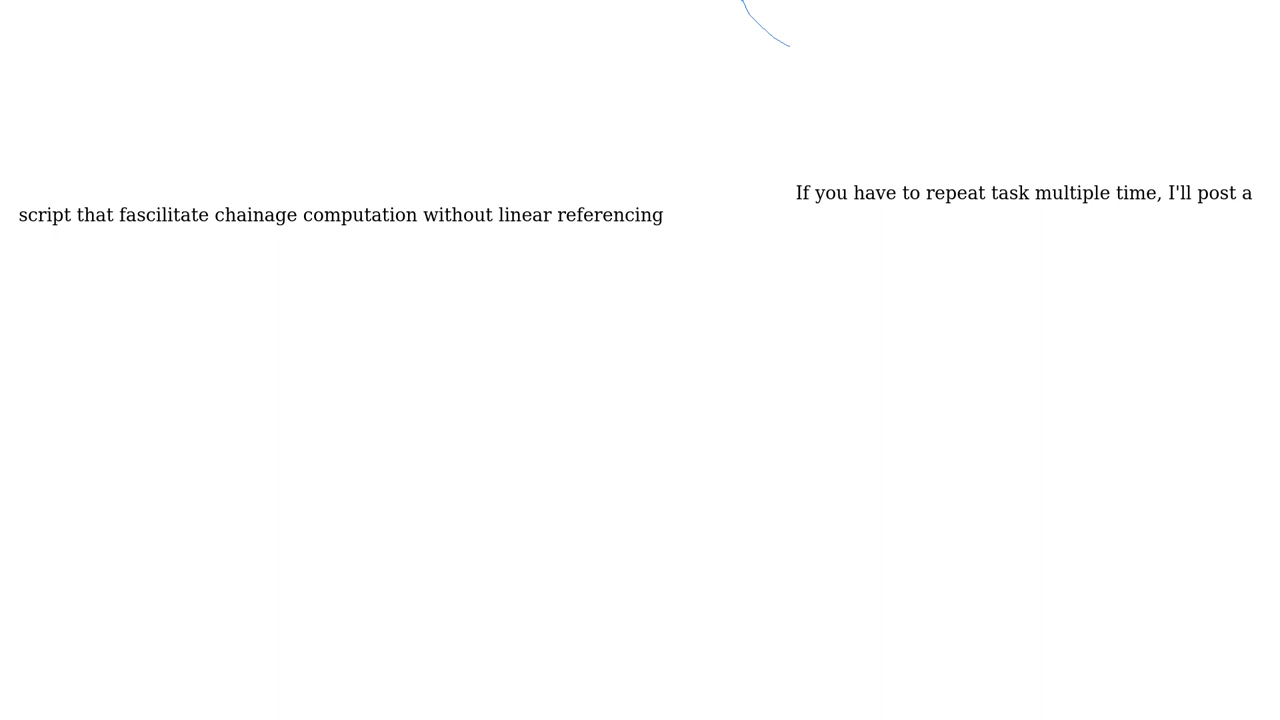 If you have to repeat task multiple time, I'll post a
script that fascilitate chainage computation without linear referencing